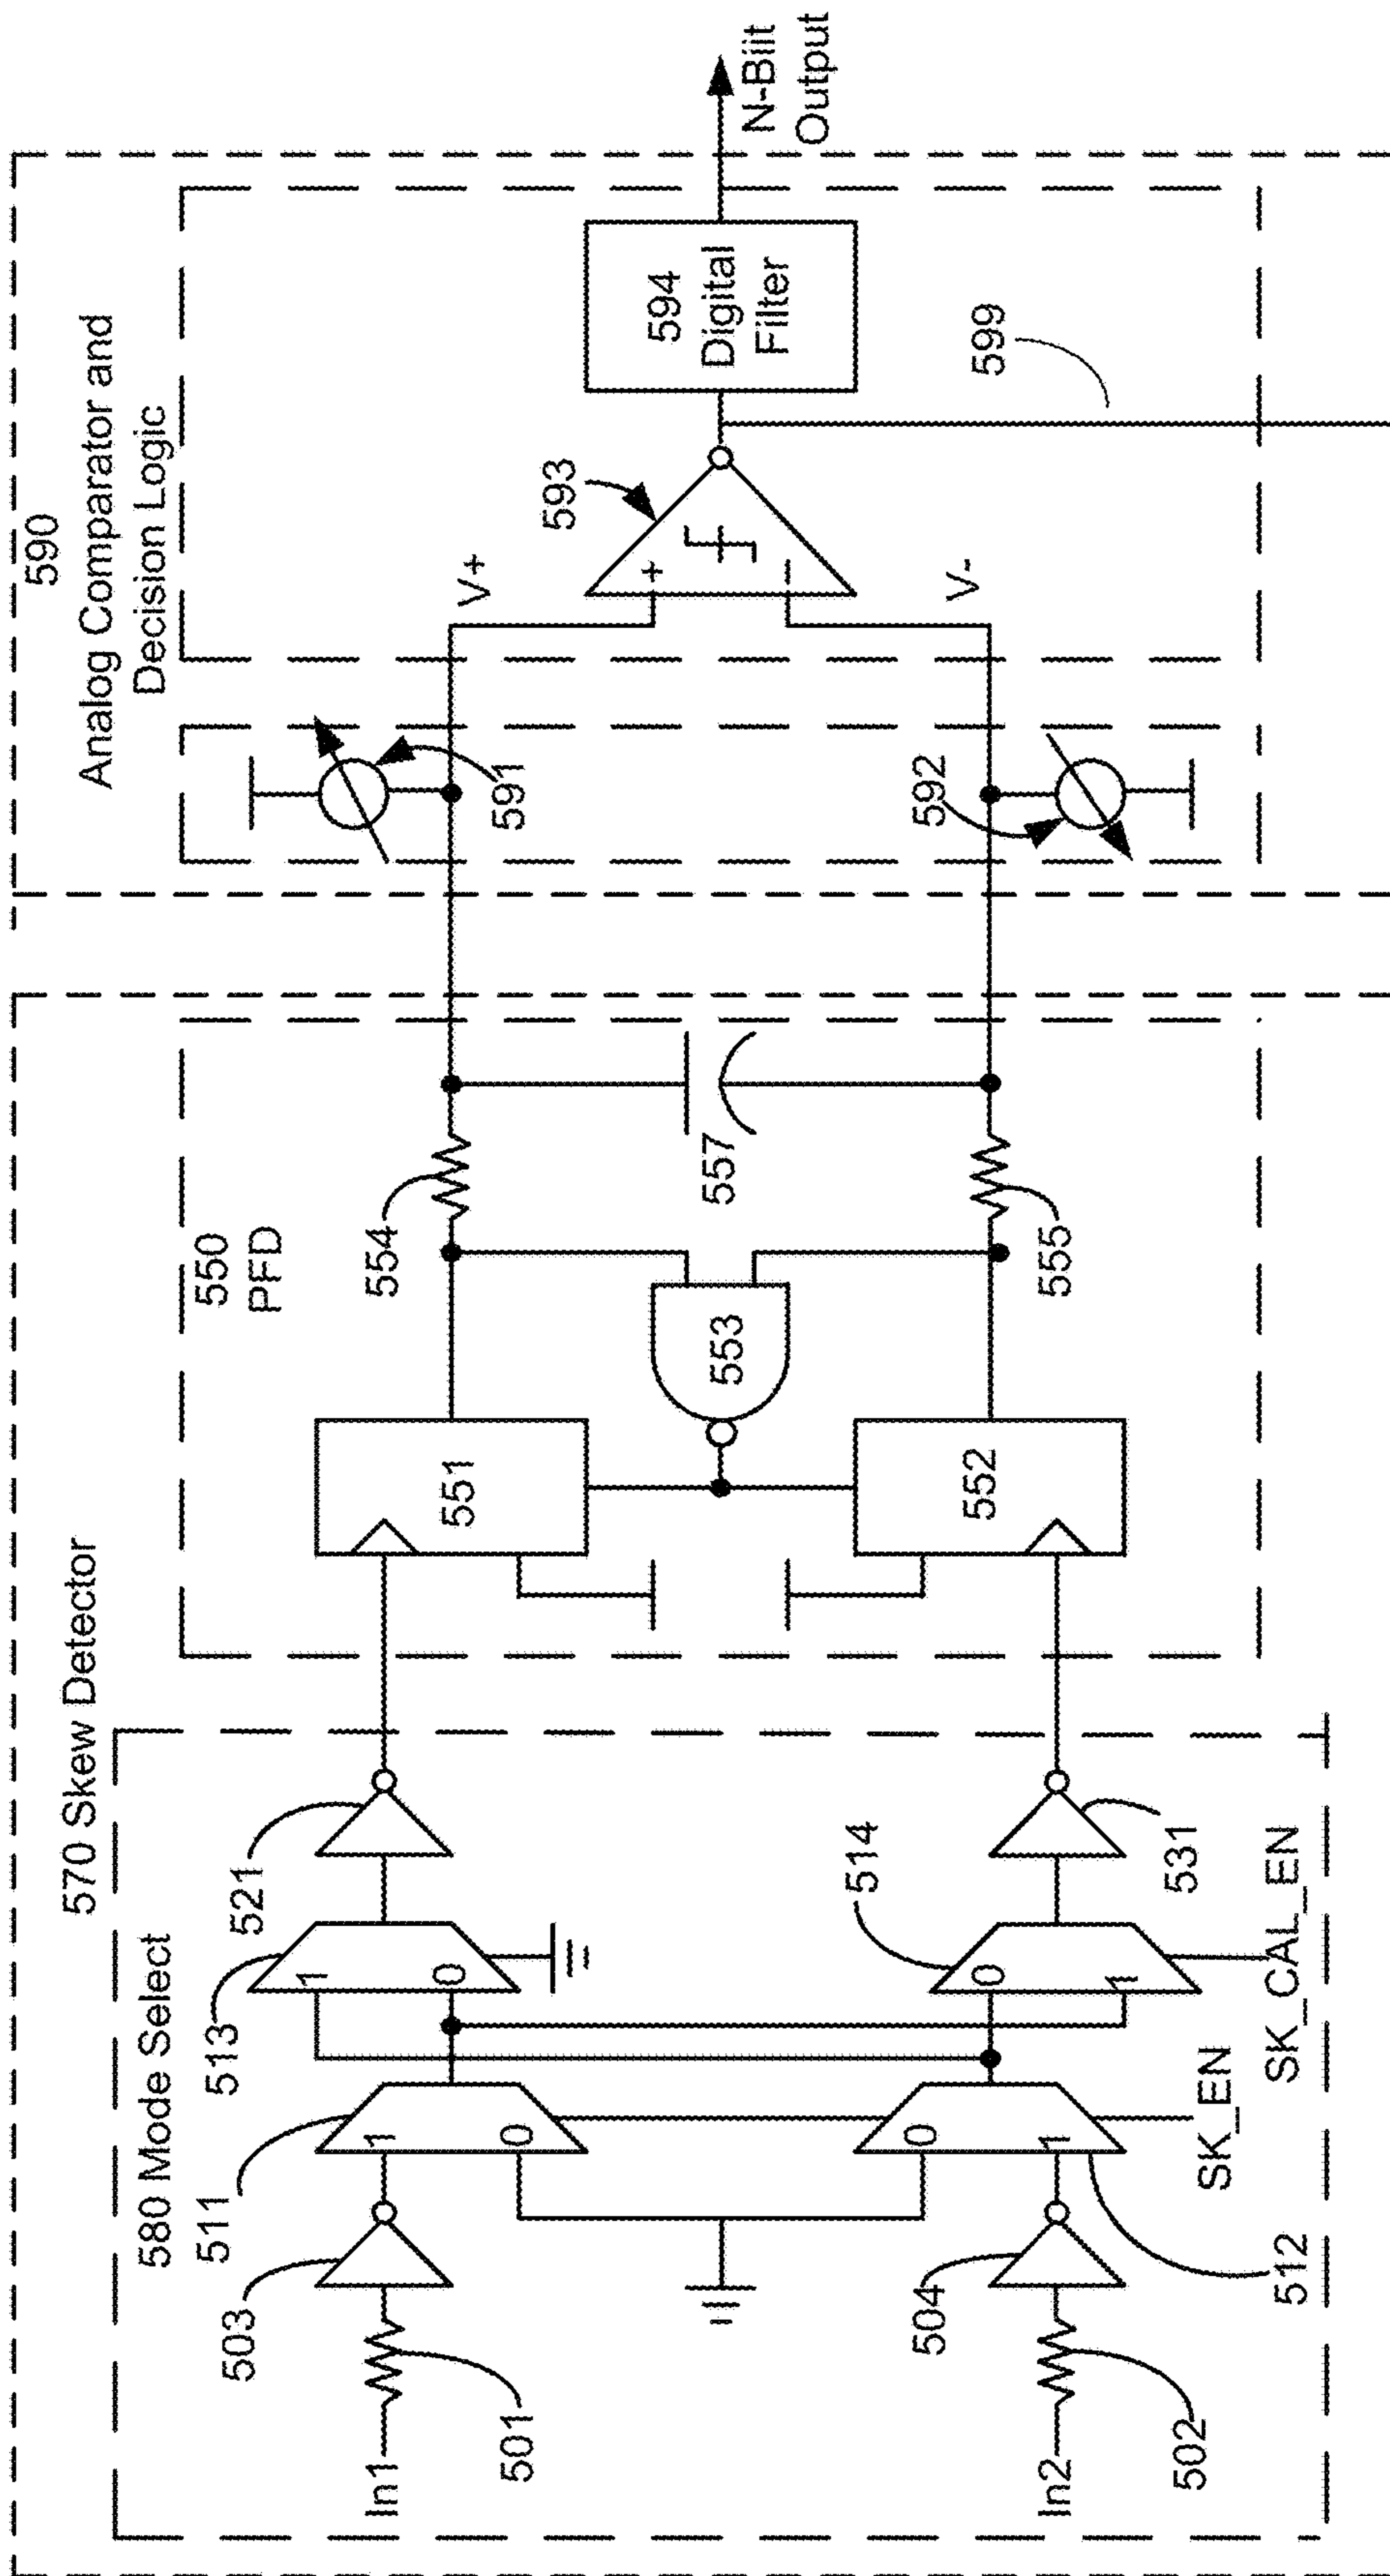 590
Analog Comparator and
Decision Logic
N-Biit
Output
594
Digital
Filter
593
599
V+
V-
+
-
591
592
570 Skew Detector
550
PFD
554
555
557
553
551
552
580 Mode Select
521
513
514
531
SK_CAL_EN
1
0
0
1
511
SK_EN
1
0
0
1
512
503
504
In1
501
In2
502